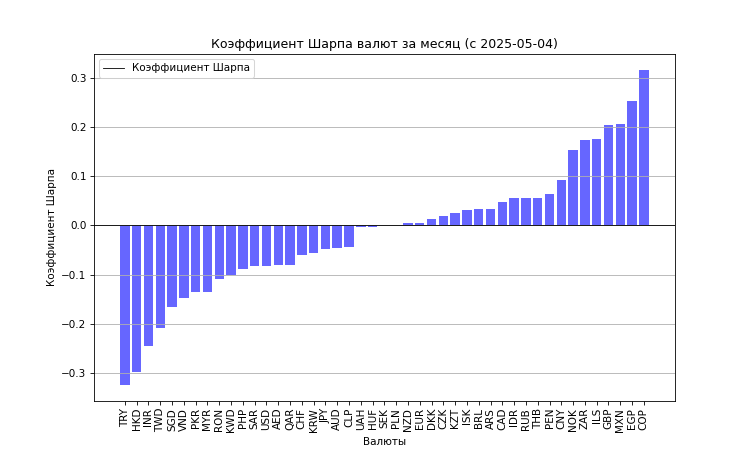 Коэффициент Шарпа валют за месяц (с 2025-05-04)
Коэффициент Шарпа
Коэффициент Шарпа
0.3
0.2
0.1
0.0
−0.1
−0.2
−0.3
TRY HKD INR TWD SGD VND PKR MYR RON KWD PHP SAR USD AED QAR CHF KRW JPY AUD CLP UAH HUF SEK PLN NZD EUR DKK CZK KZT ISK BRL ARS CAD IDR RUB THB PEN CNY NOK ZAR ILS GBP MXN EGP COP
Валюты